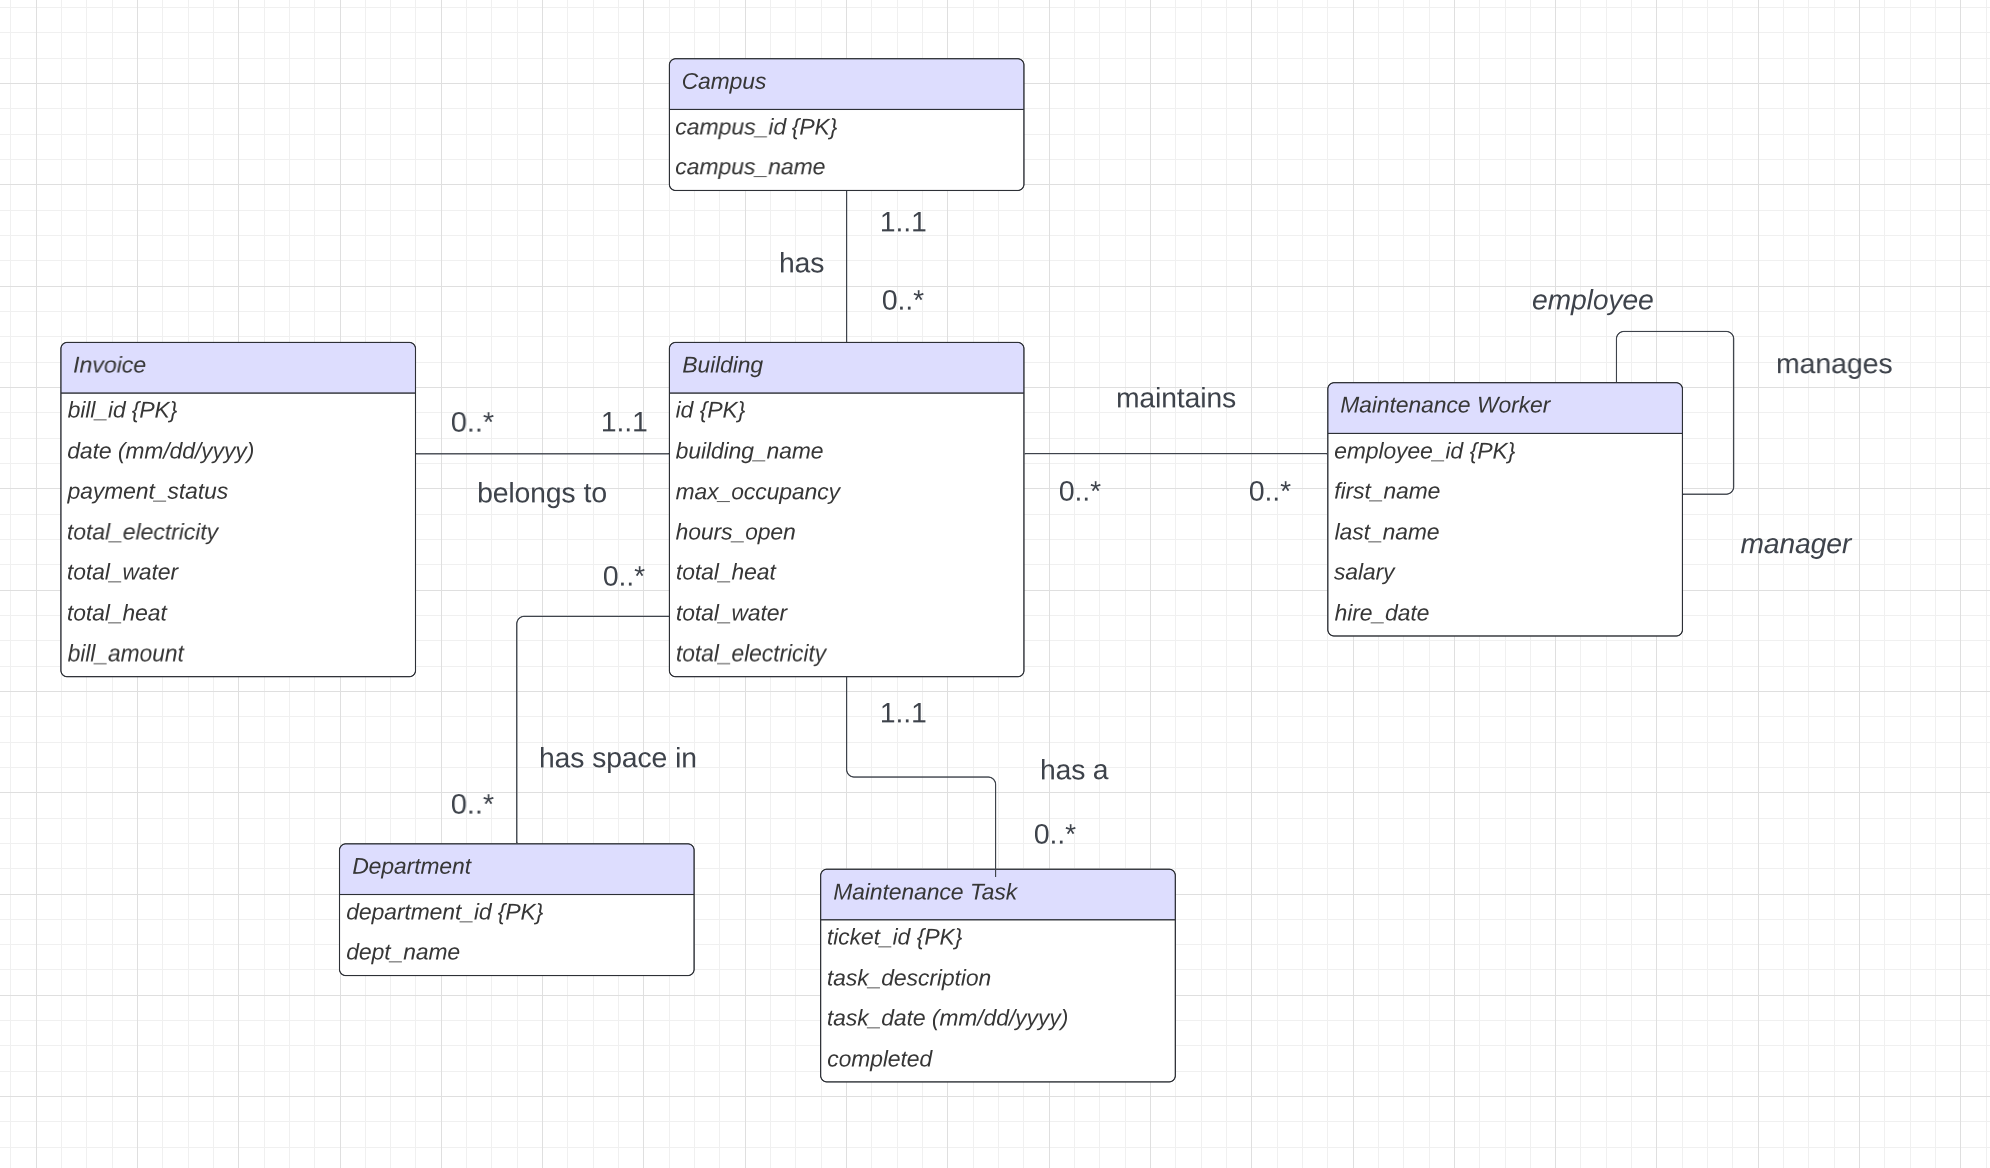 Campus
campus_id {PK}
campus_name
1..1
has
0..*
employee
manages
manager
Invoice
bill_id {PK}
date (mm/dd/yyyy)
payment_status
total_electricity
total_water
total_heat
bill_amount
0..*
1..1
belongs to
Building
id {PK}
building_name
max_occupancy
hours_open
total_heat
total_water
total_electricity
maintains
0..*
0..*
Maintenance Worker
employee_id {PK}
first_name
last_name
salary
hire_date
0..*
has space in
0..*
1..1
has a
0..*
Department
department_id {PK}
dept_name
Maintenance Task
ticket_id {PK}
task_description
task_date (mm/dd/yyyy)
completed